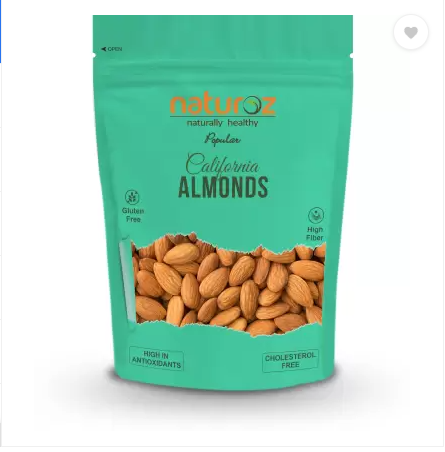 OPEN
naturoz
naturally healthy
Popular
California
ALMONDS
Gluten
Free
High
Fiber
HIGH IN
ANTIOXIDANTS
CHOLESTEROL
FREE